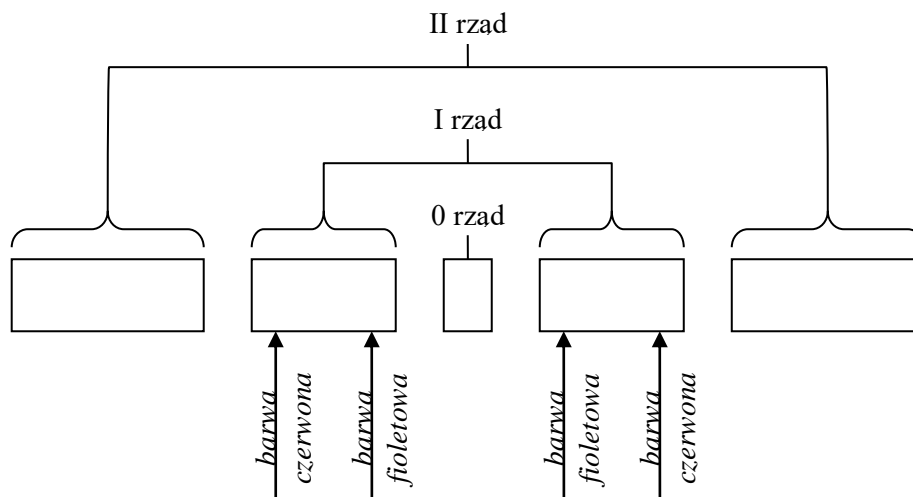 II rząd
I rząd
0 rząd
barwa
czerwona
barwa
fioletowa
barwa
fioletowa
barwa
czerwona